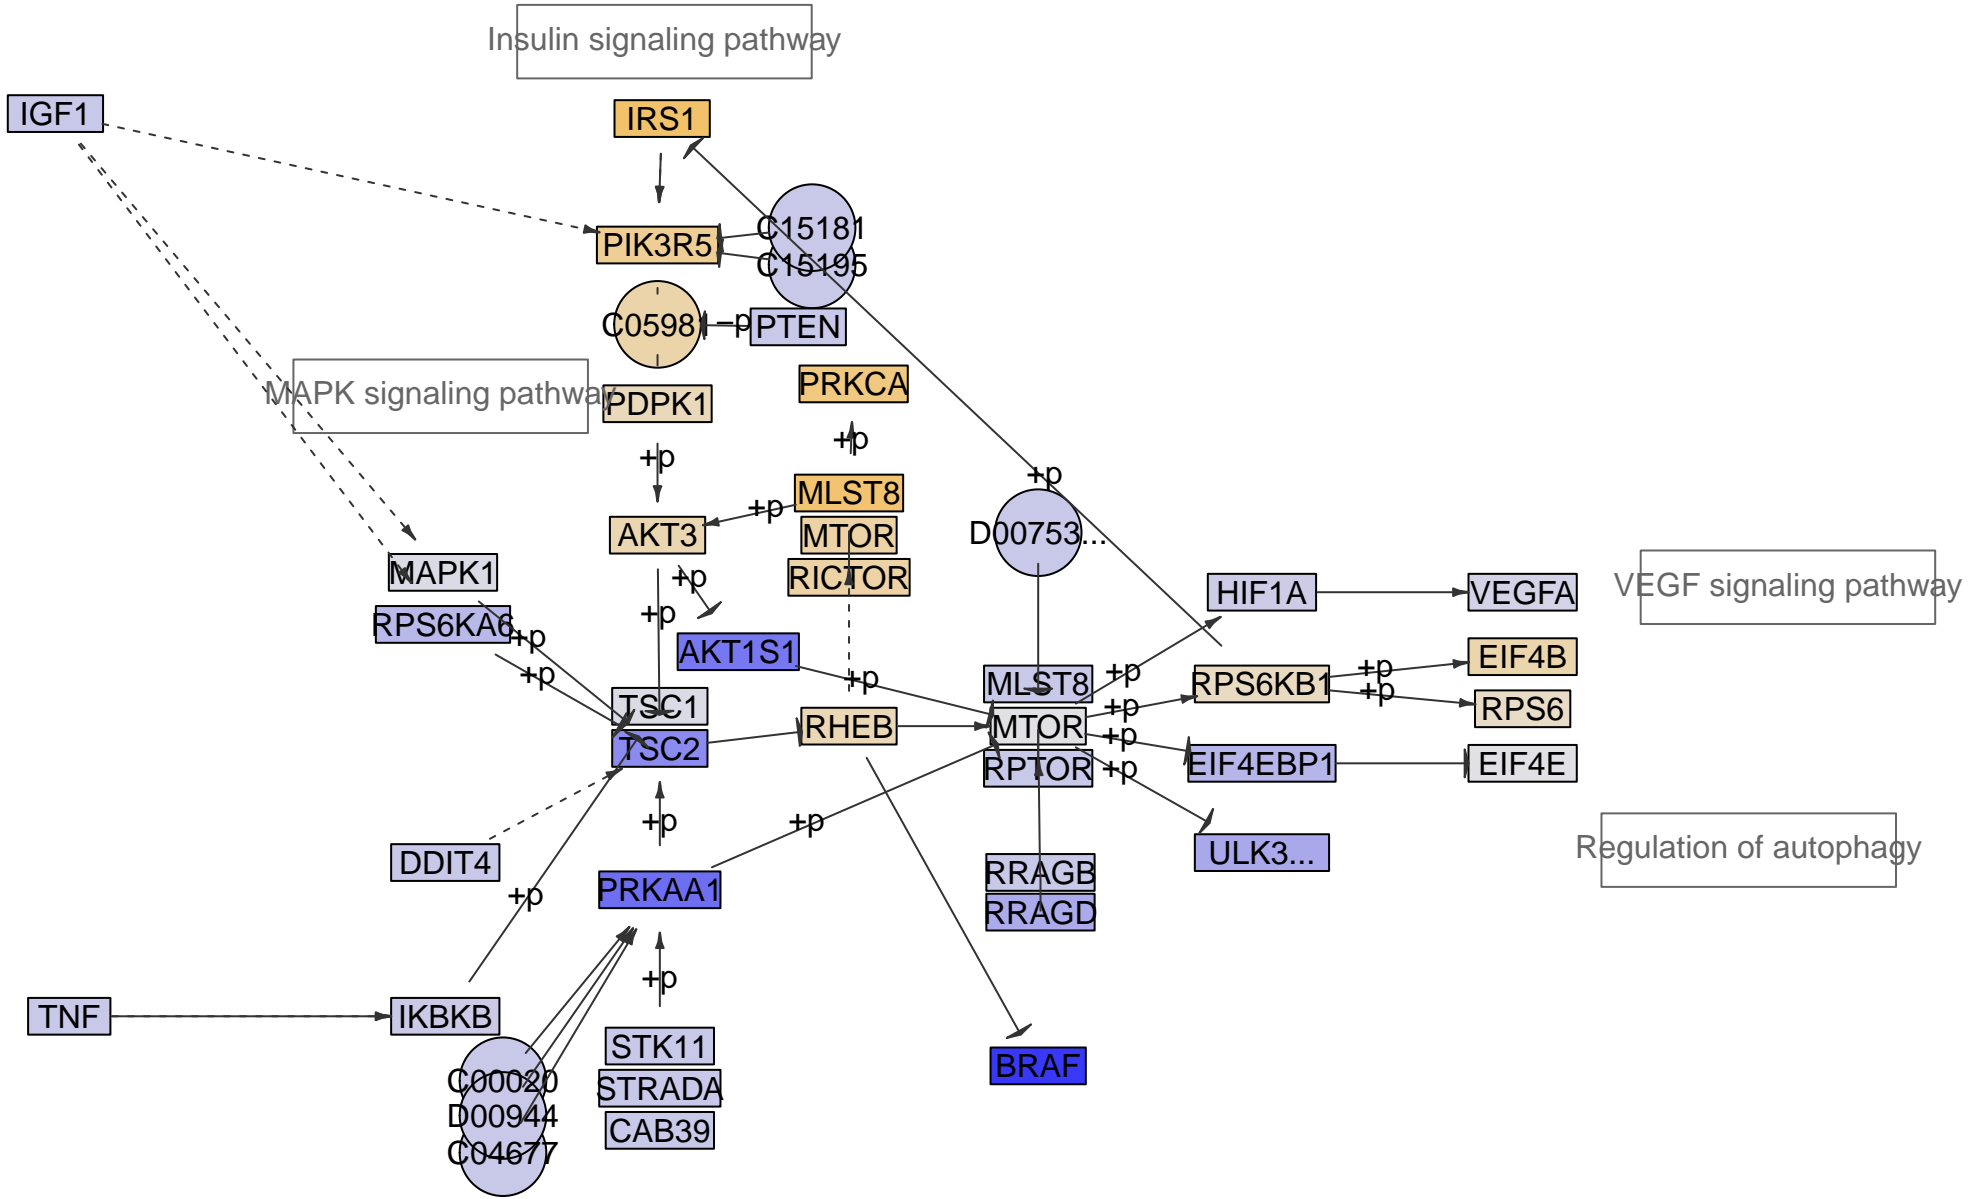 Insulin signaling pathway
IGF1
IRS1
C15181
PIK3R5
C15195
C05981
−p
PTEN
PRKCA
MAPK signaling pathway
PDPK1
+p
+p
+p
MLST8
+p
AKT3
MTOR
D00753...
MAPK1
+p
RICTOR
HIF1A
VEGFA
VEGF signaling pathway
RPS6KA6
+p
+p
AKT1S1
EIF4B
+p
+p
+p
MLST8
+p
RPS6KB1
+p
TSC1
+p
RPS6
TSC2
RHEB
MTOR
+p
RPTOR
+p
EIF4EBP1
EIF4E
DDIT4
+p
+p
ULK3...
Regulation of autophagy
+p
PRKAA1
RRAGB
RRAGD
+p
TNF
IKBKB
STK11
BRAF
C00020
STRADA
D00944
CAB39
C04677